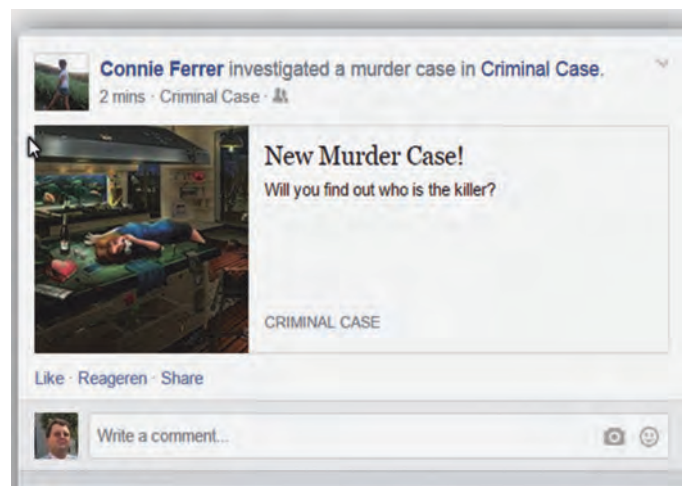 Connie Ferrer investigated a murder case in Criminal Case.
2 mins · Criminal Case ·
New Murder Case!
Will you find out who is the killer?
CRIMINAL CASE
Like · Reageren · Share
Write a comment...